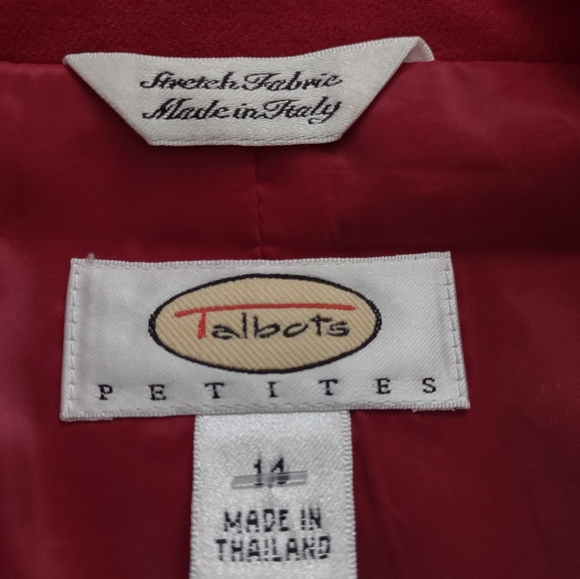 Stretch Fabric
Made in Italy
Talbots
PETITES
14
MADE IN
THAILAND